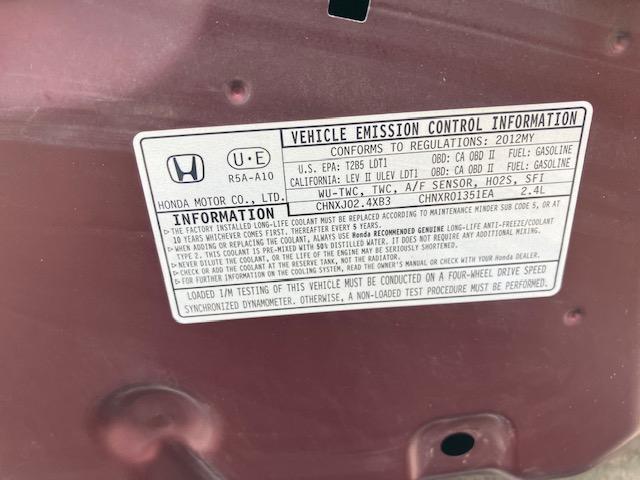 VEHICLE EMISSION CONTROL INFORMATION
CONFORMS TO REGULATIONS: 2012MY
U.S. EPA: T2B5 LDT1 OBD: CA OBD II FUEL: GASOLINE
CALIFORNIA: LEV II ULEV LDT1 OBD: CA OBD II FUEL: GASOLINE
WU-TWC, TWC, A/F SENSOR, HO2S, SFI
CHNXJ02.4XB3 CHNXR01351EA 2.4L
U·E
R5A-A10
HONDA MOTOR CO., LTD.
INFORMATION
▶ THE FACTORY INSTALLED LONG-LIFE COOLANT MUST BE REPLACED ACCORDING TO MAINTENANCE MINDER SUB CODE 5, OR AT
10 YEARS WHICHEVER COMES FIRST. THEREAFTER EVERY 5 YEARS.
▶ WHEN ADDING OR REPLACING THE COOLANT, ALWAYS USE Honda RECOMMENDED GENUINE LONG-LIFE ANTI-FREEZE/COOLANT
TYPE 2. THIS COOLANT IS PRE-MIXED WITH 50% DISTILLED WATER AND DOES NOT REQUIRE ANY ADDITIONAL MIXING.
▶ NEVER DILUTE THE COOLANT, OR THE LIFE OF THE ENGINE MAY BE SERIOUSLY SHORTENED.
▶ CHECK OR ADD THE COOLANT AT THE RESERVE TANK, NOT THE RADIATOR.
▶ FOR FURTHER INFORMATION ON THE COOLING SYSTEM, READ THE OWNER'S MANUAL OR CHECK WITH YOUR Honda DEALER.
LOADED I/M TESTING OF THIS VEHICLE MUST BE CONDUCTED ON A FOUR-WHEEL DRIVE SPEED
SYNCHRONIZED DYNAMOMETER. OTHERWISE, A NON-LOADED TEST PROCEDURE MUST BE PERFORMED.